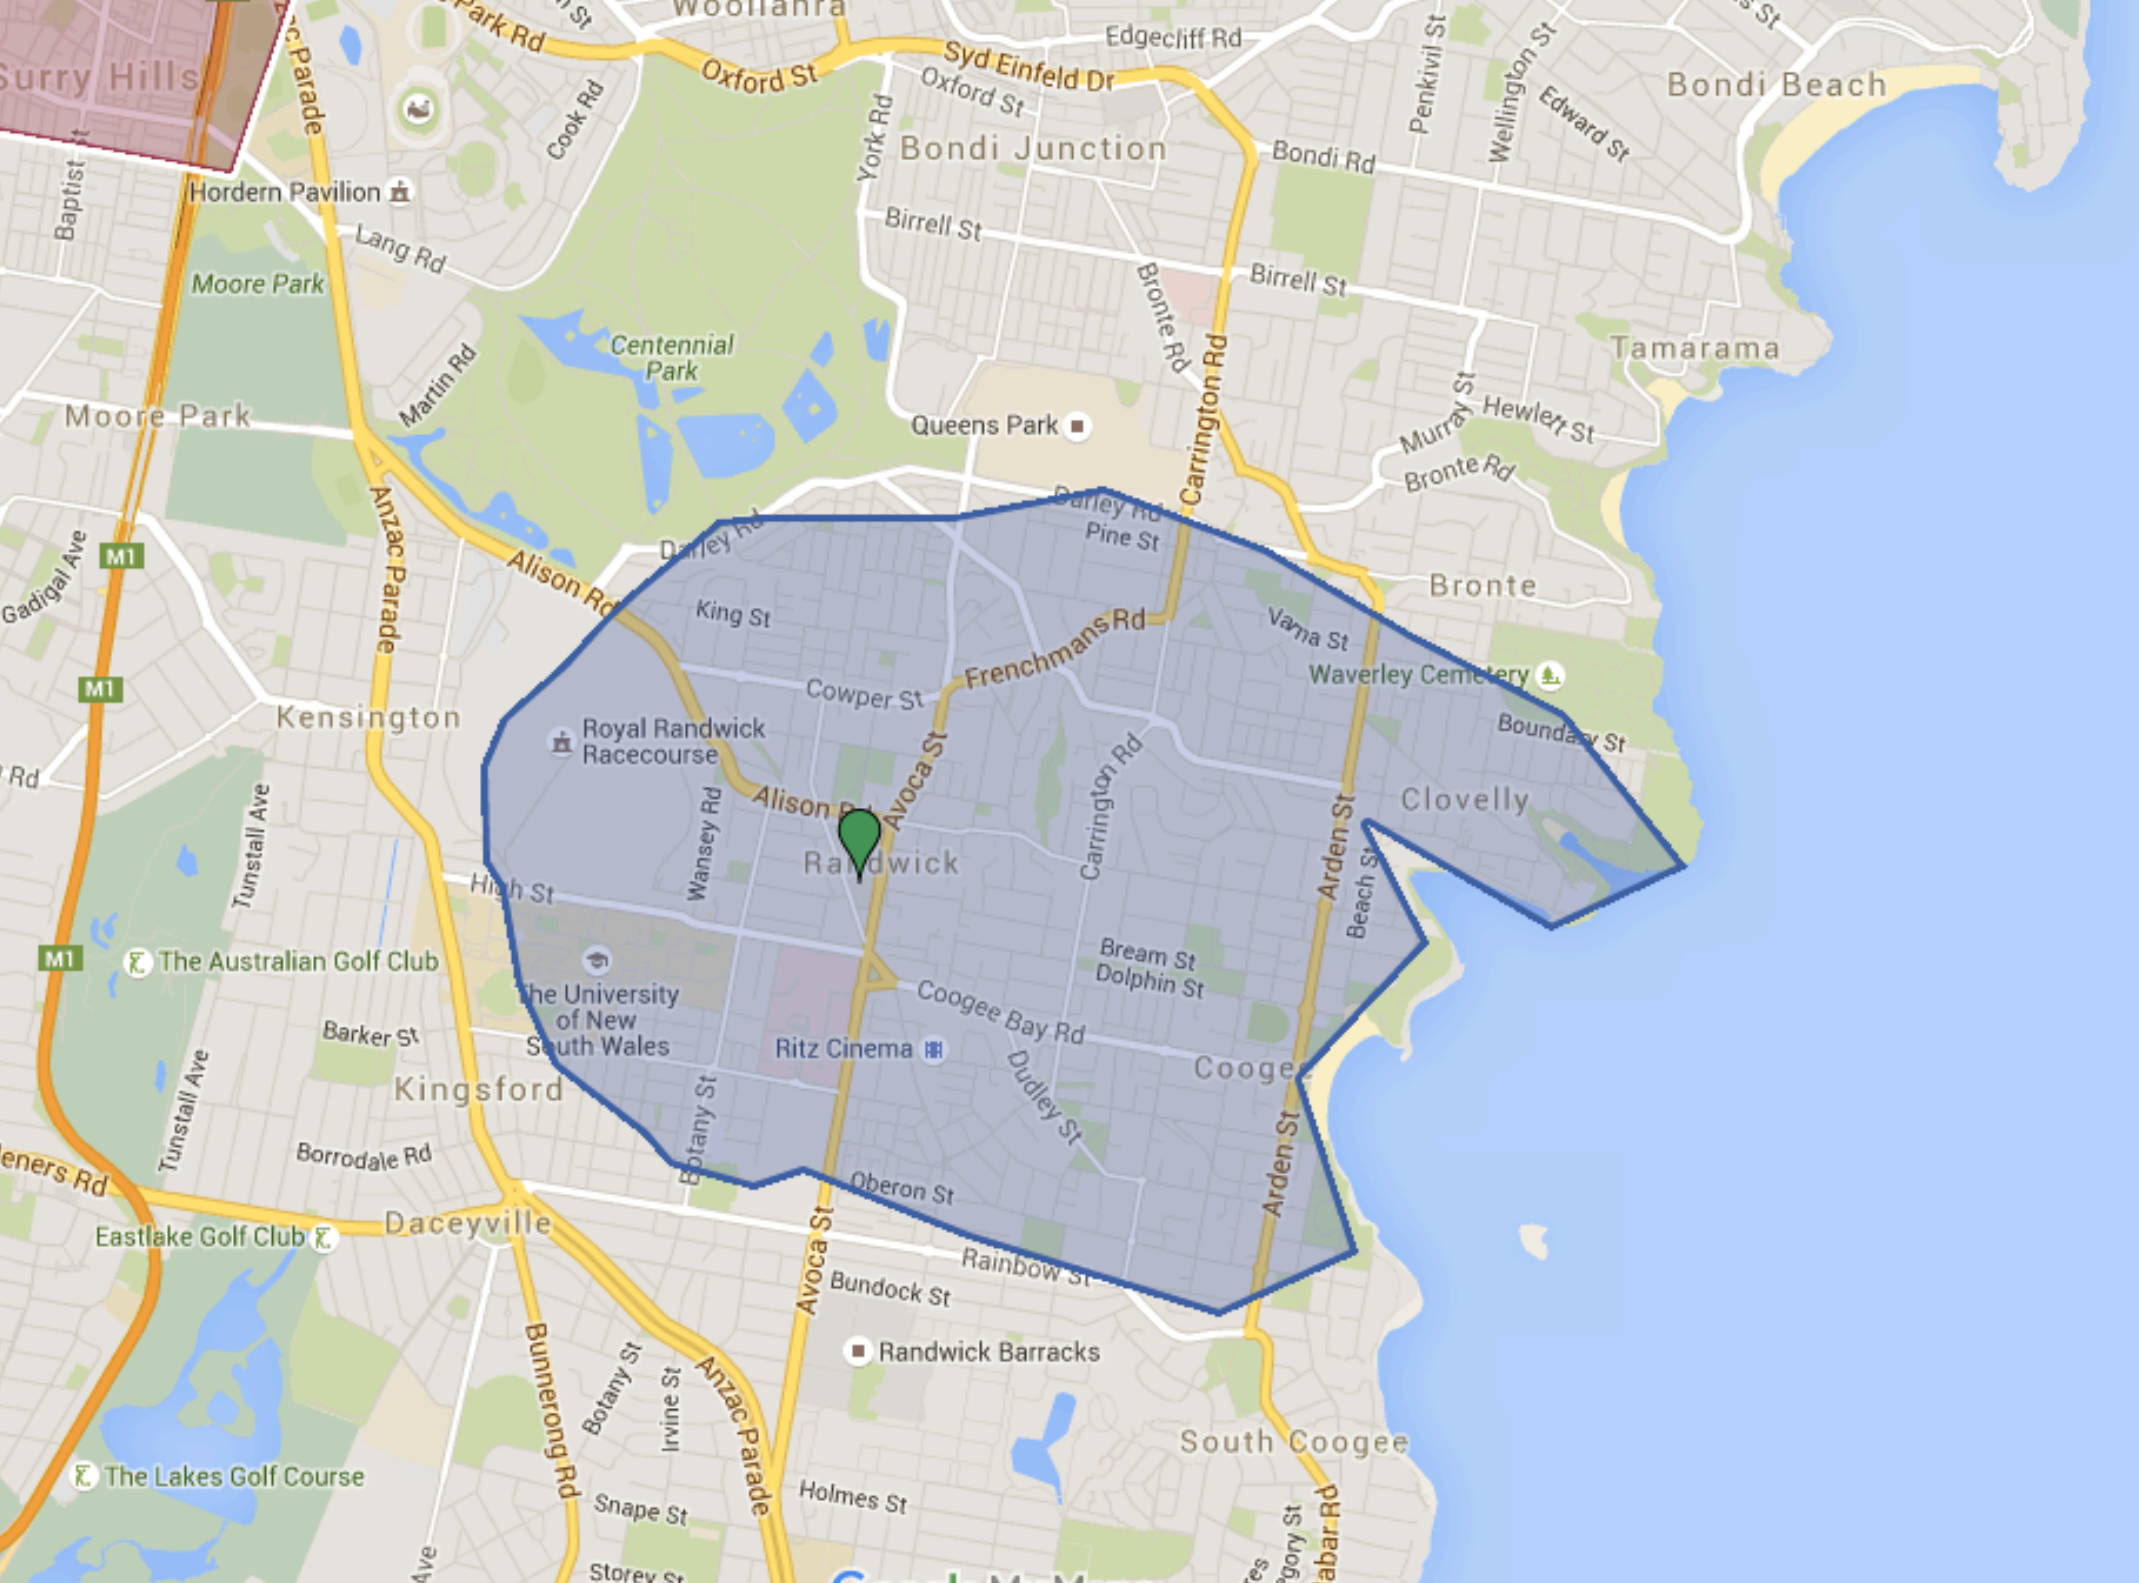 Woollahra
Park Rd
Oxford St
Syd Einfeld Dr
Edgecliff Rd
Penkivil St
Wellington St
Edward St
Bondi Beach
Surry Hills
Cook Rd
York Rd
Oxford St
Bondi Junction
Bondi Rd
Baptist St
Hordern Pavilion
Lang Rd
Birrell St
Birrell St
Moore Park
Bronte Rd
Centennial
Park
Martin Rd
Carrington Rd
Tamarama
Moore Park
Queens Park
Murray St
Hewlett St
Bronte Rd
Anzac Parade
Darley Rd
Darley Rd
Pine St
M1
Gadigal Ave
Alison Rd
King St
Frenchmans Rd
Varna St
Bronte
Waverley Cemetery
M1
Kensington
Cowper St
Royal Randwick
Racecourse
Avoca St
Boundary St
Rd
Tunstall Ave
Wansey Rd
Alison Rd
Carrington Rd
Arden St
Clovelly
Randwick
High St
Beach St
M1
The Australian Golf Club
Bream St
Dolphin St
The University
of New
South Wales
Coogee Bay Rd
Barker St
Ritz Cinema
Coogee
Tunstall Ave
Kingsford
Dudley St
Botany St
Borrodale Rd
Oberon St
Arden St
Eastlake Golf Club
Daceyville
Avoca St
Rainbow St
Bundock St
Bunnerong Rd
Botany St
Irvine St
Anzac Parade
Randwick Barracks
South Coogee
The Lakes Golf Course
Snape St
Holmes St
Storey St
Ave